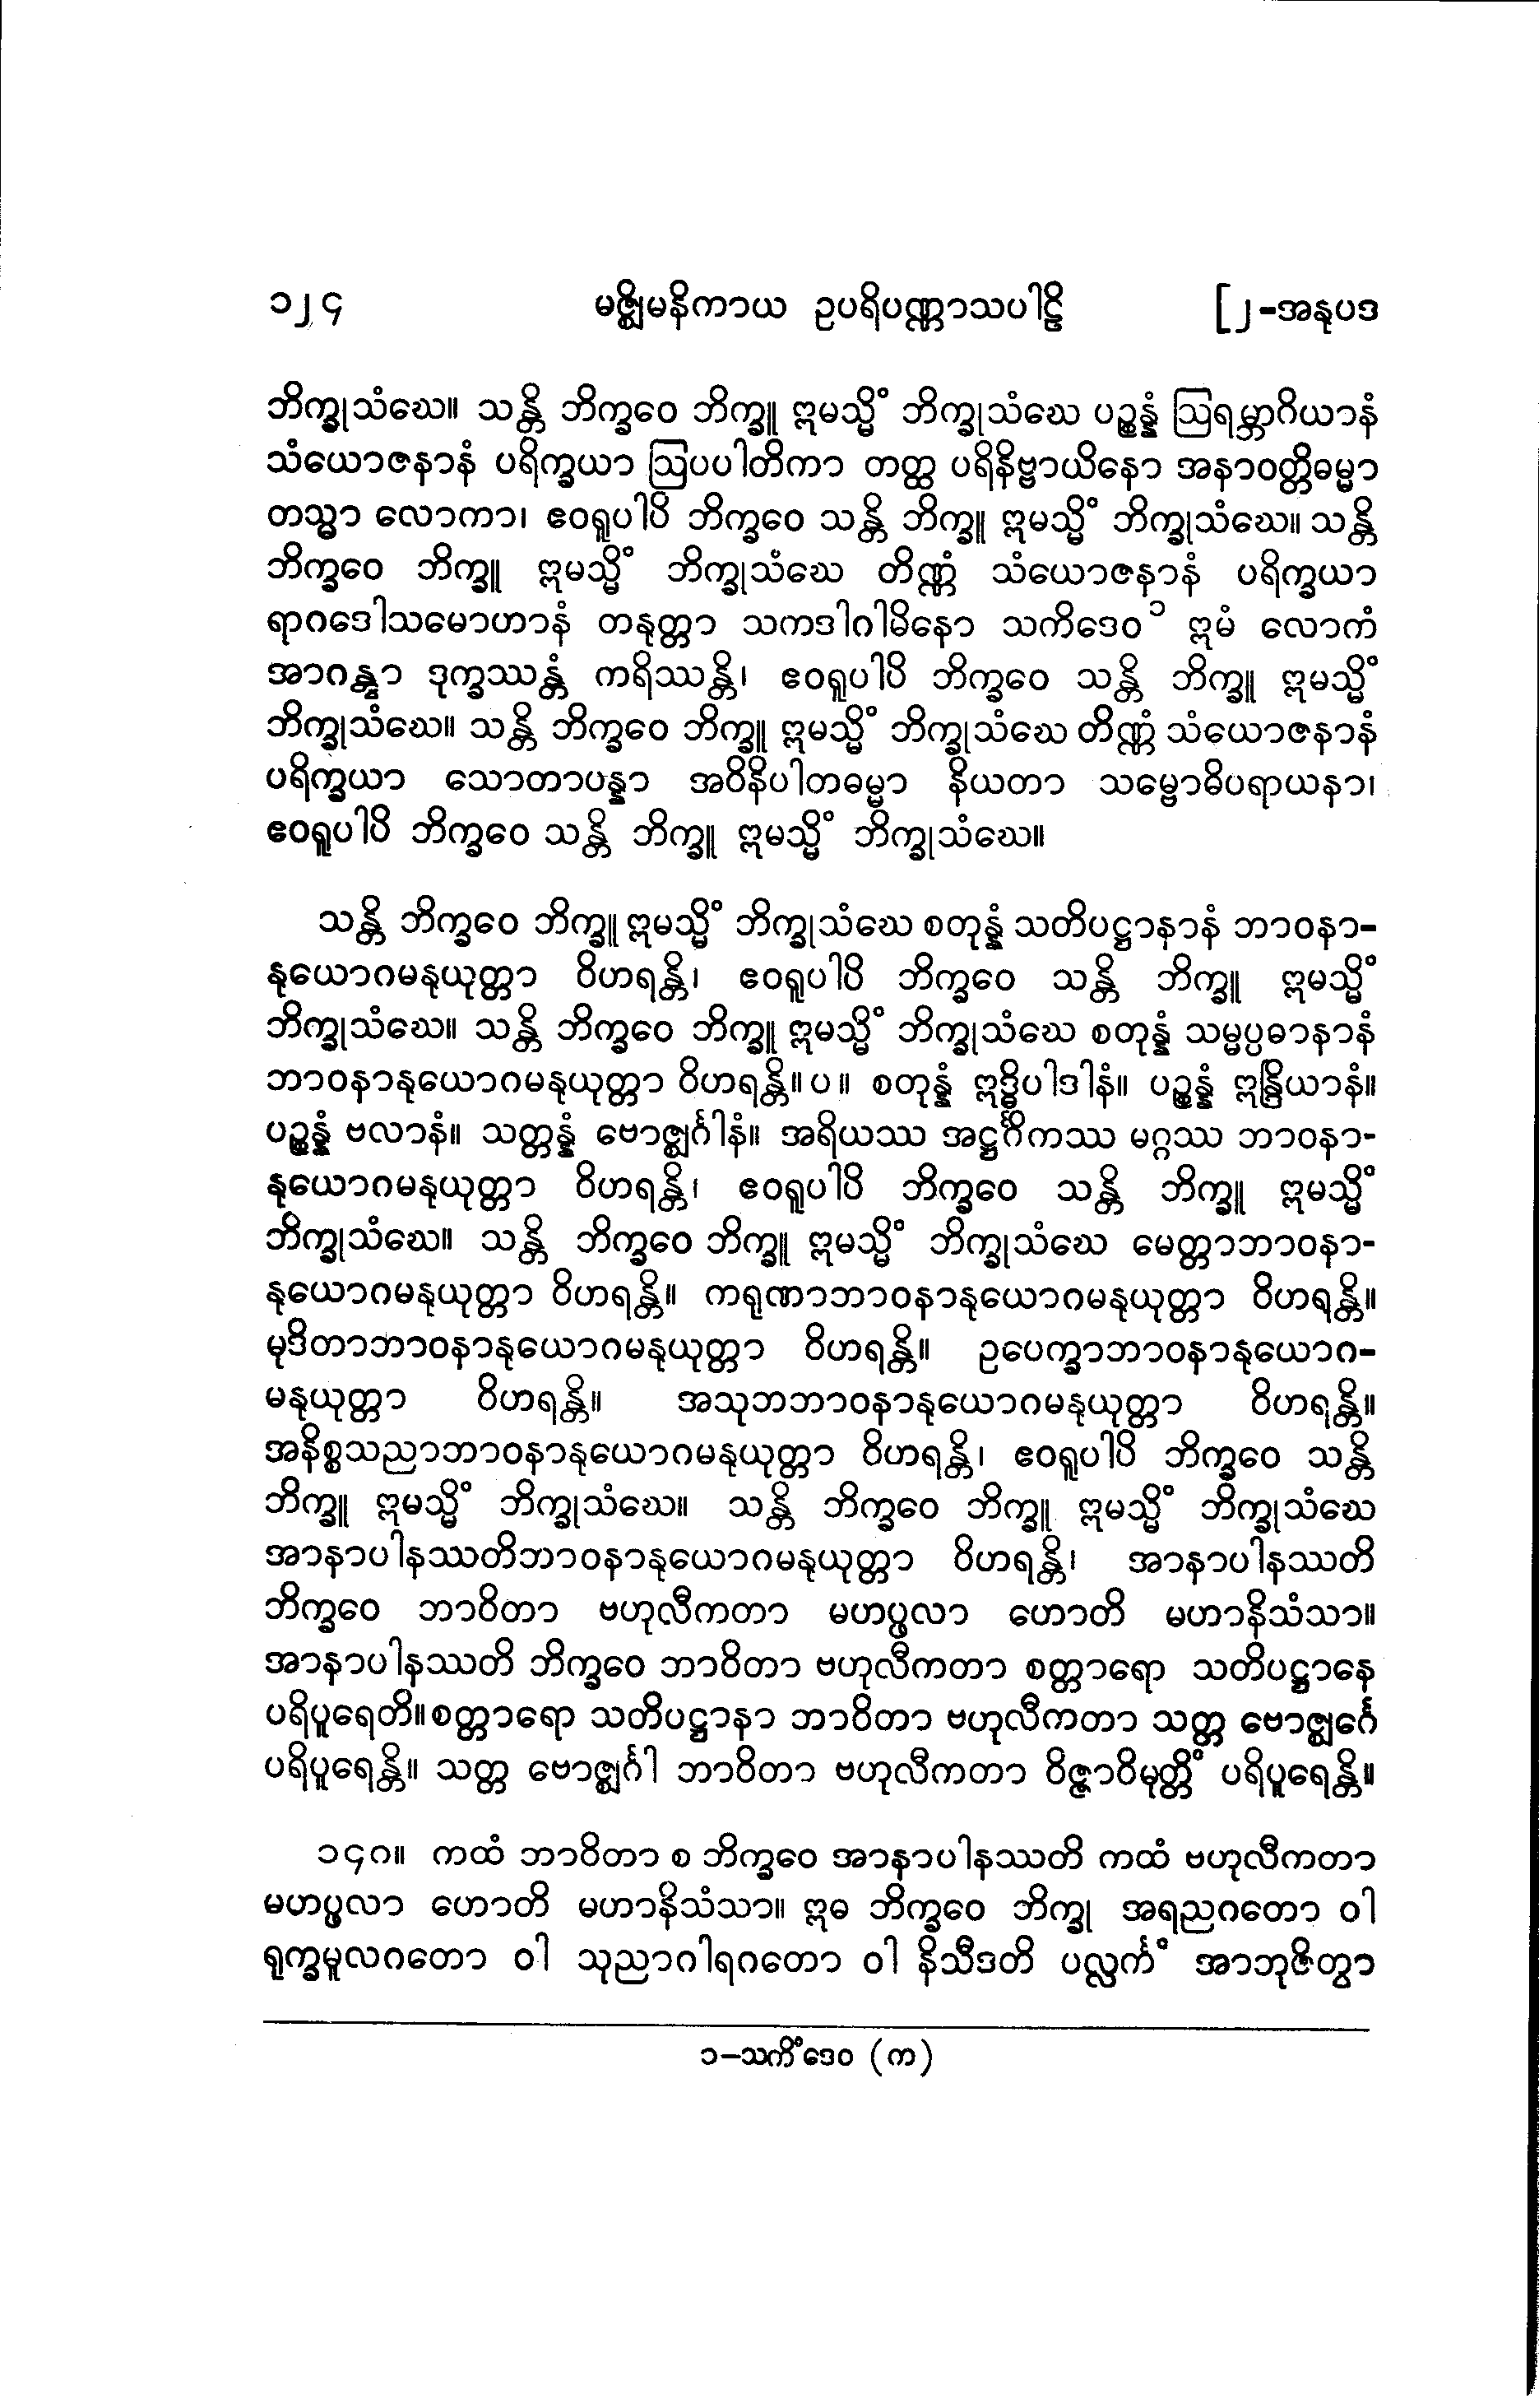 ၁၂၄ မဇ္ဈိမနိကာယ ဥပရိပဏ္ဏာသပါဠိ [၂-အနုပဒ
ဘိက္ခုသံဃေ။ သန္တိ ဘိက္ခဝေ ဘိက္ခူ ဣမသ္မိံ ဘိက္ခုသံဃေ ပဉ္စန္နံ ဩရမ္ဘာဂိယာနံ
သံယောဇနာနံ ပရိက္ခယာ ဩပပါတိကာ တတ္ထ ပရိနိဗ္ဗာယိနော အနာဝတ္တိဓမ္မာ
တသ္မာ လောကာ၊ ဧဝရူပါပိ ဘိက္ခဝေ သန္တိ ဘိက္ခူ ဣမသ္မိံ ဘိက္ခုသံဃေ။ သန္တိ
ဘိက္ခဝေ ဘိက္ခူ ဣမသ္မိံ ဘိက္ခုသံဃေ တိဏ္ဏံ သံယောဇနာနံ ပရိက္ခယာ
ရာဂဒေါသမောဟာနံ တနုတ္တာ သကဒါဂါမိနော သကိဒေဝ ၁ ဣမံ လောကံ
အာဂန္တွာ ဒုက္ခဿန္တံ ကရိဿန္တိ၊ ဧဝရူပါပိ ဘိက္ခဝေ သန္တိ ဘိက္ခူ ဣမသ္မိံ
ဘိက္ခုသံဃေ။ သန္တိ ဘိက္ခဝေ ဘိက္ခူ ဣမသ္မိံ ဘိက္ခုသံဃေ တိဏ္ဏံ သံယောဇနာနံ
ပရိက္ခယာ သောတာပန္နာ အဝိနိပါတဓမ္မာ နိယတာ သမ္ဗောဓိပရာယနာ၊
ဧဝရူပါပိ ဘိက္ခဝေ သန္တိ ဘိက္ခူ ဣမသ္မိံ ဘိက္ခုသံဃေ။
သန္တိ ဘိက္ခဝေ ဘိက္ခူ ဣမသ္မိံ ဘိက္ခုသံဃေ စတုန္နံ သတိပဋ္ဌာနာနံ ဘာဝနာ-
နုယောဂမနုယုတ္တာ ဝိဟရန္တိ၊ ဧဝရူပါပိ ဘိက္ခဝေ သန္တိ ဘိက္ခူ ဣမသ္မိံ
ဘိက္ခုသံဃေ။ သန္တိ ဘိက္ခဝေ ဘိက္ခူ ဣမသ္မိံ ဘိက္ခုသံဃေ စတုန္နံ သမ္မပ္ပဓာနာနံ
ဘာဝနာနုယောဂမနုယုတ္တာ ဝိဟရန္တိ။ ပ။ စတုန္နံ ဣဒ္ဓိပါဒါနံ။ ပဉ္စန္နံ ဣန္ဒြိယာနံ။
ပဉ္စန္နံ ဗလာနံ။ သတ္တန္နံ ဗောဇ္ဈင်္ဂါနံ။ အရိယဿ အဋ္ဌင်္ဂိကဿ မဂ္ဂဿ ဘာဝနာ-
နုယောဂမနုယုတ္တာ ဝိဟရန္တိ၊ ဧဝရူပါပိ ဘိက္ခဝေ သန္တိ ဘိက္ခူ ဣမသ္မိံ
ဘိက္ခုသံဃေ။ သန္တိ ဘိက္ခဝေ ဘိက္ခူ ဣမသ္မိံ ဘိက္ခုသံဃေ မေတ္တာဘာဝနာ-
နုယောဂမနုယုတ္တာ ဝိဟရန္တိ။ ကရုဏာဘာဝနာနုယောဂမနုယုတ္တာ ဝိဟရန္တိ။
မုဒိတာဘာဝနာနုယောဂမနုယုတ္တာ ဝိဟရန္တိ။ ဥပေက္ခာဘာဝနာနုယောဂ-
မနုယုတ္တာ ဝိဟရန္တိ။ အသုဘဘာဝနာနုယောဂမနုယုတ္တာ ဝိဟရန္တိ။
အနိစ္စသညာဘာဝနာနုယောဂမနုယုတ္တာ ဝိဟရန္တိ၊ ဧဝရူပါပိ ဘိက္ခဝေ သန္တိ
ဘိက္ခူ ဣမသ္မိံ ဘိက္ခုသံဃေ။ သန္တိ ဘိက္ခဝေ ဘိက္ခူ ဣမသ္မိံ ဘိက္ခုသံဃေ
အာနာပါနဿတိဘာဝနာနုယောဂမနုယုတ္တာ ဝိဟရန္တိ၊ အာနာပါနဿတိ
ဘိက္ခဝေ ဘာဝိတာ ဗဟုလီကတာ မဟပ္ဖလာ ဟောတိ မဟာနိသံသာ။
အာနာပါနဿတိ ဘိက္ခဝေ ဘာဝိတာ ဗဟုလီကတာ စတ္တာရော သတိပဋ္ဌာနေ
ပရိပူရေတိ။ စတ္တာရော သတိပဋ္ဌာနာ ဘာဝိတာ ဗဟုလီကတာ သတ္တ ဗောဇ္ဈင်္ဂေ
ပရိပူရေန္တိ။ သတ္တ ဗောဇ္ဈင်္ဂါ ဘာဝိတာ ဗဟုလီကတာ ဝိဇ္ဇာဝိမုတ္တိံ ပရိပူရေန္တိ။
၁၄ဂ။ ကထံ ဘာဝိတာ စ ဘိက္ခဝေ အာနာပါနဿတိ ကထံ ဗဟုလီကတာ
မဟပ္ဖလာ ဟောတိ မဟာနိသံသာ။ ဣဓ ဘိက္ခဝေ ဘိက္ခု အရညဂတော ဝါ
ရုက္ခမူလဂတော ဝါ သုညာဂါရဂတော ဝါ နိသီဒတိ ပလ္လင်္ကံ အာဘုဇိတွာ
၁–သကိံဒေဝ (က)